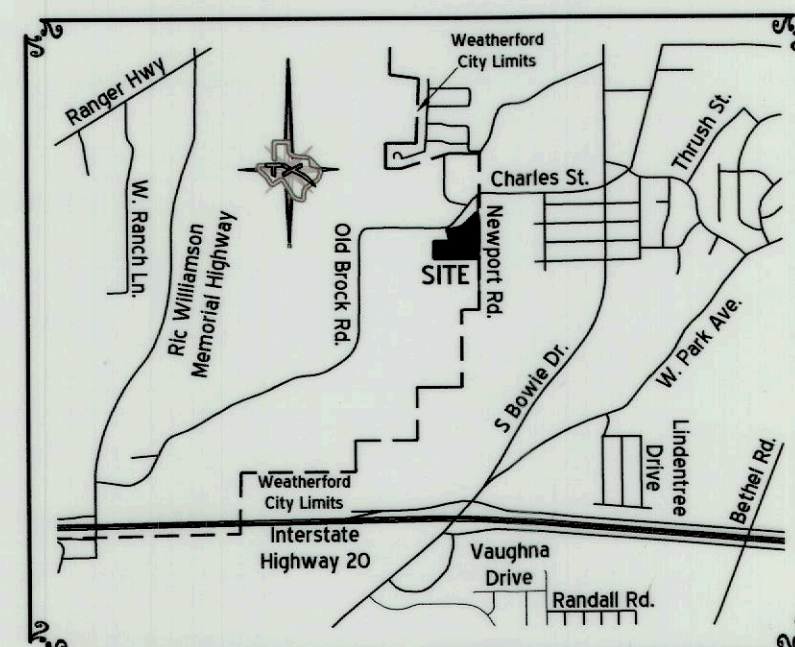 Weatherford
City Limits
Ranger Hwy
Thrush St.
TX
Charles St.
W. Ranch Ln.
Ric Williamson
Memorial Highway
Old Brock Rd.
Newport Rd.
SITE
S Bowie Dr.
W. Park Ave.
Lindentree
Drive
Bethel Rd.
Weatherford
City Limits
Interstate
Highway 20
Vaughna
Drive
Randall Rd.